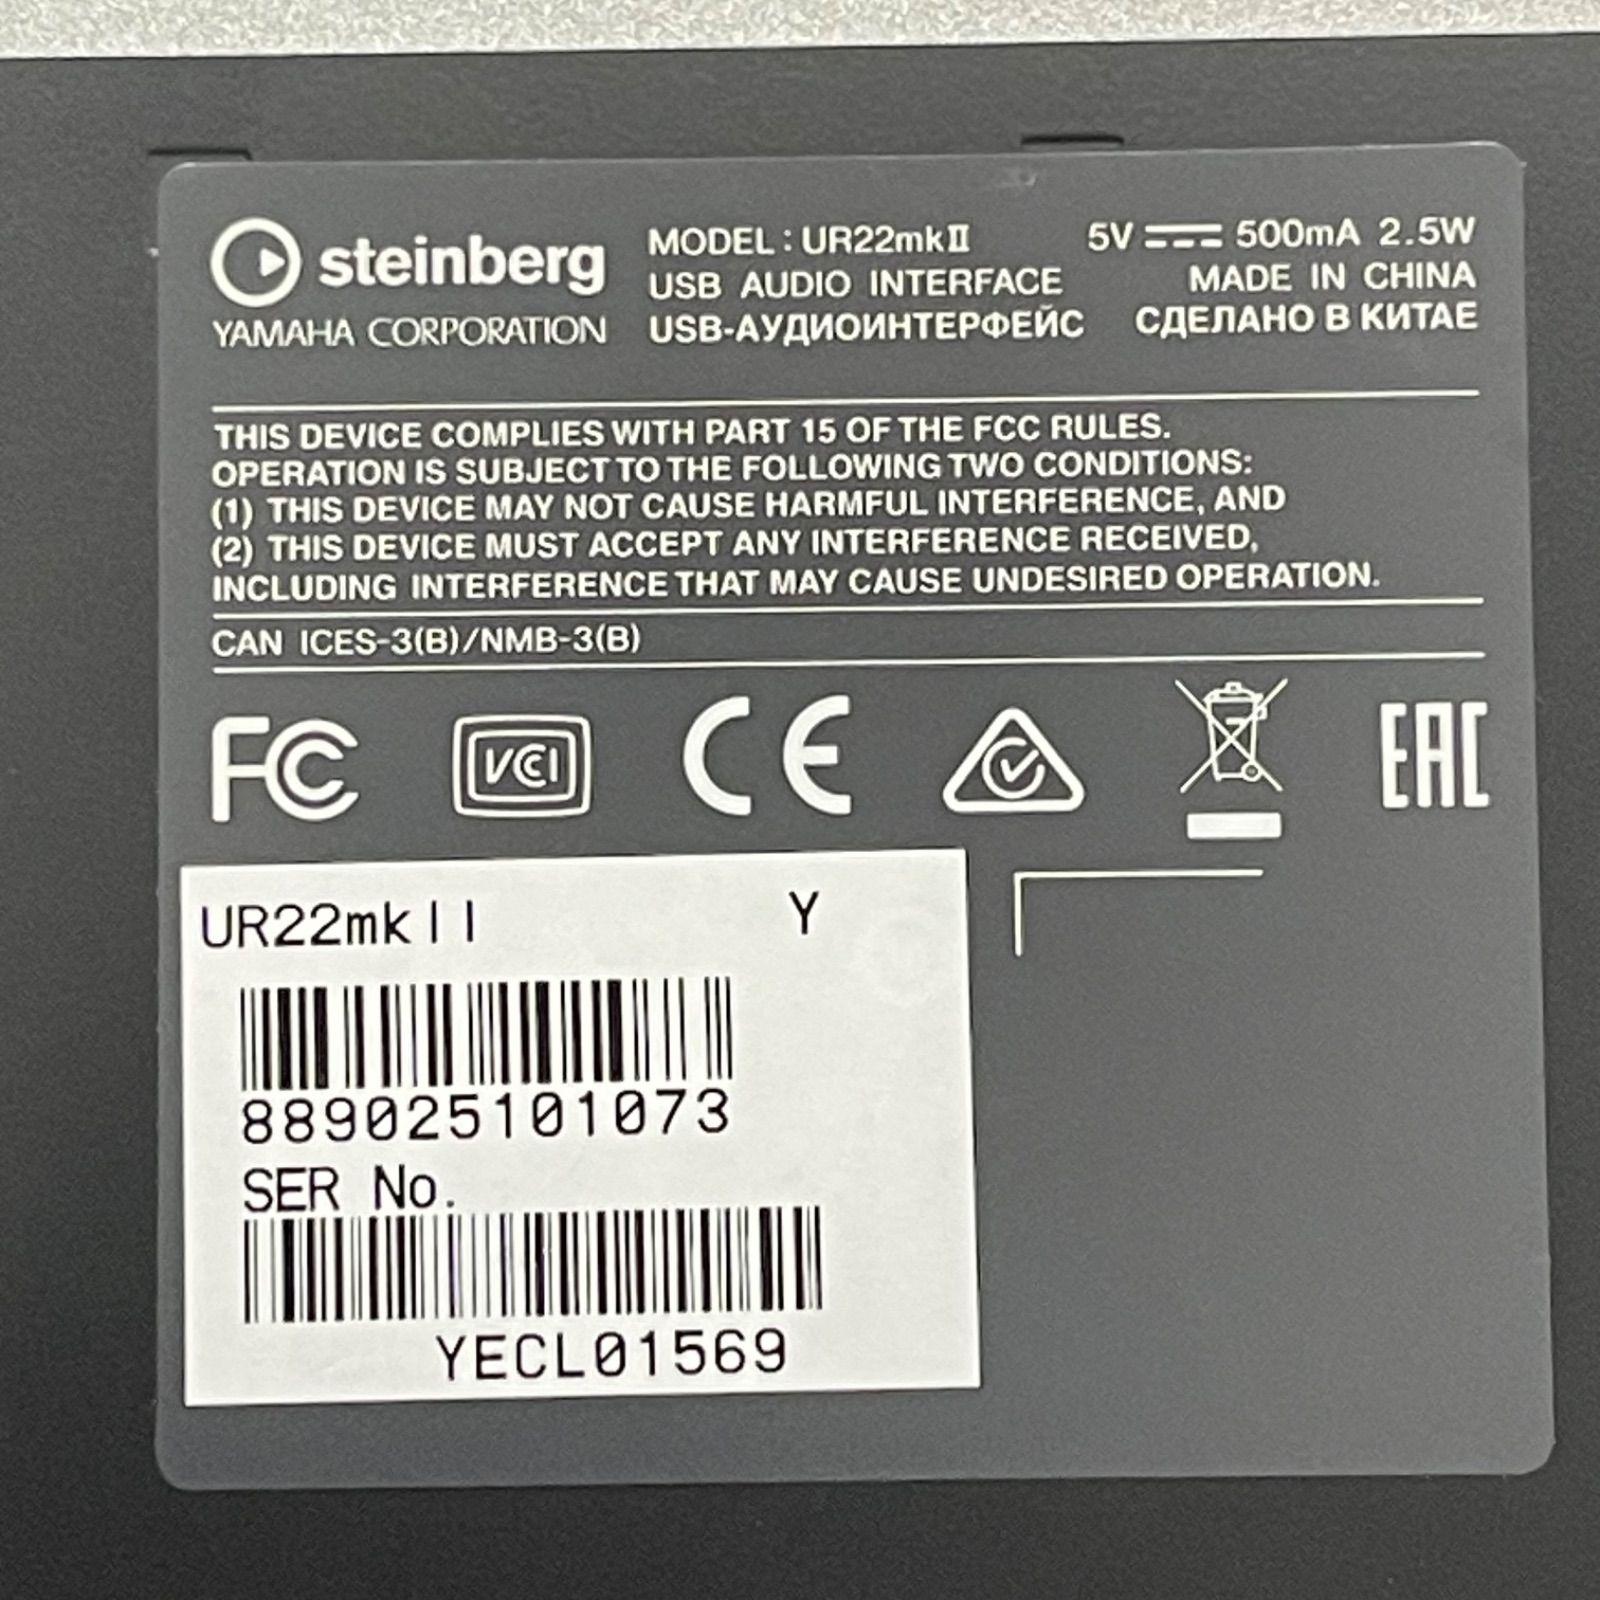 steinberg
YAMAHA CORPORATION
MODEL : UR22mkII
USB AUDIO INTERFACE
USB-АУДИОИНТЕРФЕЙС
5V 500mA 2.5W
MADE IN CHINA
СДЕЛАНО В КИТАЕ
THIS DEVICE COMPLIES WITH PART 15 OF THE FCC RULES.
OPERATION IS SUBJECT TO THE FOLLOWING TWO CONDITIONS:
(1) THIS DEVICE MAY NOT CAUSE HARMFUL INTERFERENCE, AND
(2) THIS DEVICE MUST ACCEPT ANY INTERFERENCE RECEIVED,
INCLUDING INTERFERENCE THAT MAY CAUSE UNDESIRED OPERATION.
CAN ICES-3(B)/NMB-3(B)
FC VCCI CE EAC
UR22mkII Y
889025101073
SER No.
YECL01569